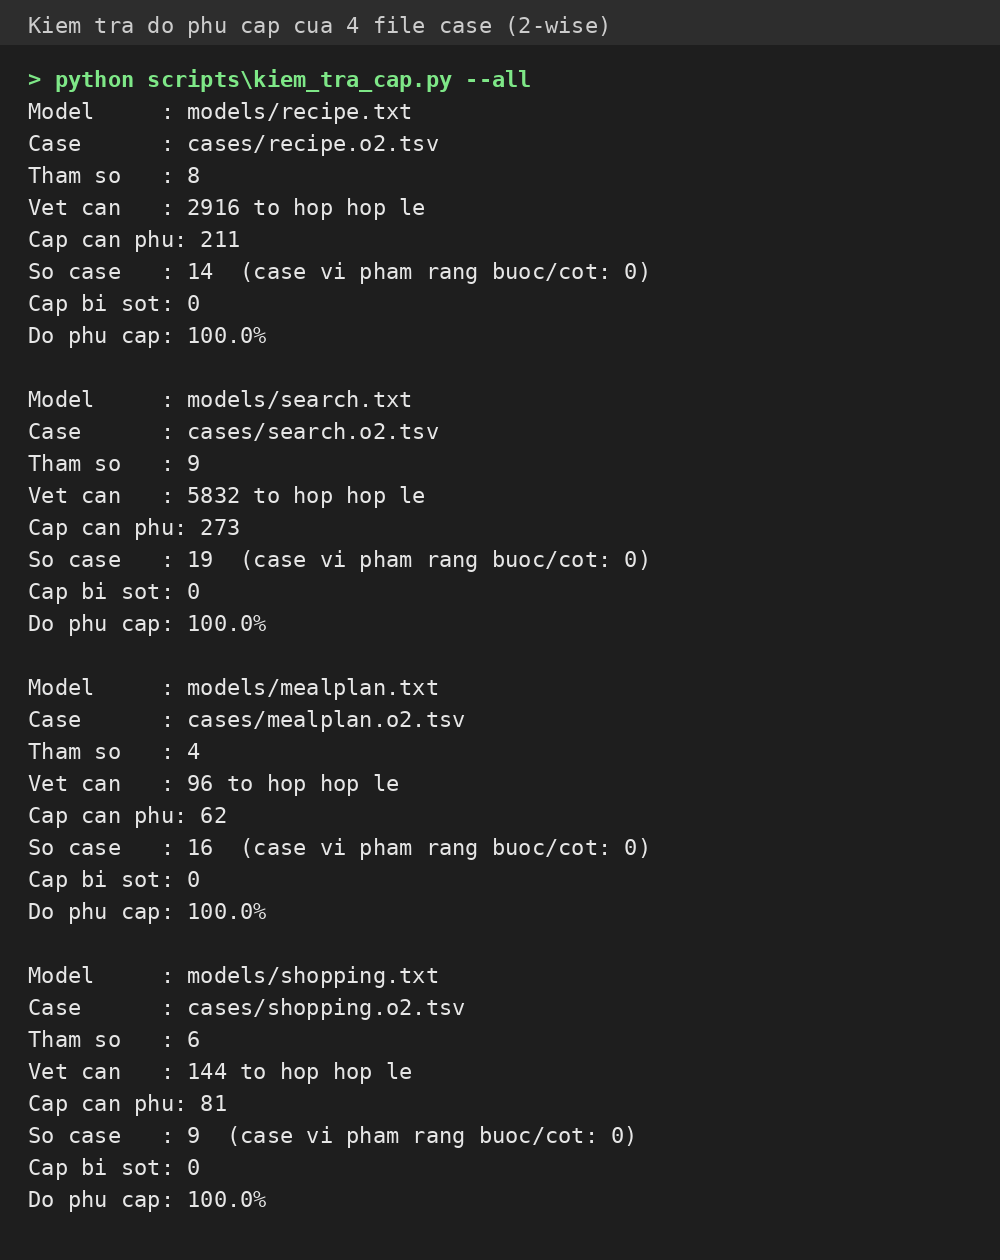 Kiem tra do phu cap cua 4 file case (2-wise)
> python scripts\kiem_tra_cap.py --all
Model     : models/recipe.txt
Case      : cases/recipe.o2.tsv
Tham so   : 8
Vet can   : 2916 to hop hop le
Cap can phu: 211
So case   : 14  (case vi pham rang buoc/cot: 0)
Cap bi sot: 0
Do phu cap: 100.0%

Model     : models/search.txt
Case      : cases/search.o2.tsv
Tham so   : 9
Vet can   : 5832 to hop hop le
Cap can phu: 273
So case   : 19  (case vi pham rang buoc/cot: 0)
Cap bi sot: 0
Do phu cap: 100.0%

Model     : models/mealplan.txt
Case      : cases/mealplan.o2.tsv
Tham so   : 4
Vet can   : 96 to hop hop le
Cap can phu: 62
So case   : 16  (case vi pham rang buoc/cot: 0)
Cap bi sot: 0
Do phu cap: 100.0%

Model     : models/shopping.txt
Case      : cases/shopping.o2.tsv
Tham so   : 6
Vet can   : 144 to hop hop le
Cap can phu: 81
So case   : 9  (case vi pham rang buoc/cot: 0)
Cap bi sot: 0
Do phu cap: 100.0%